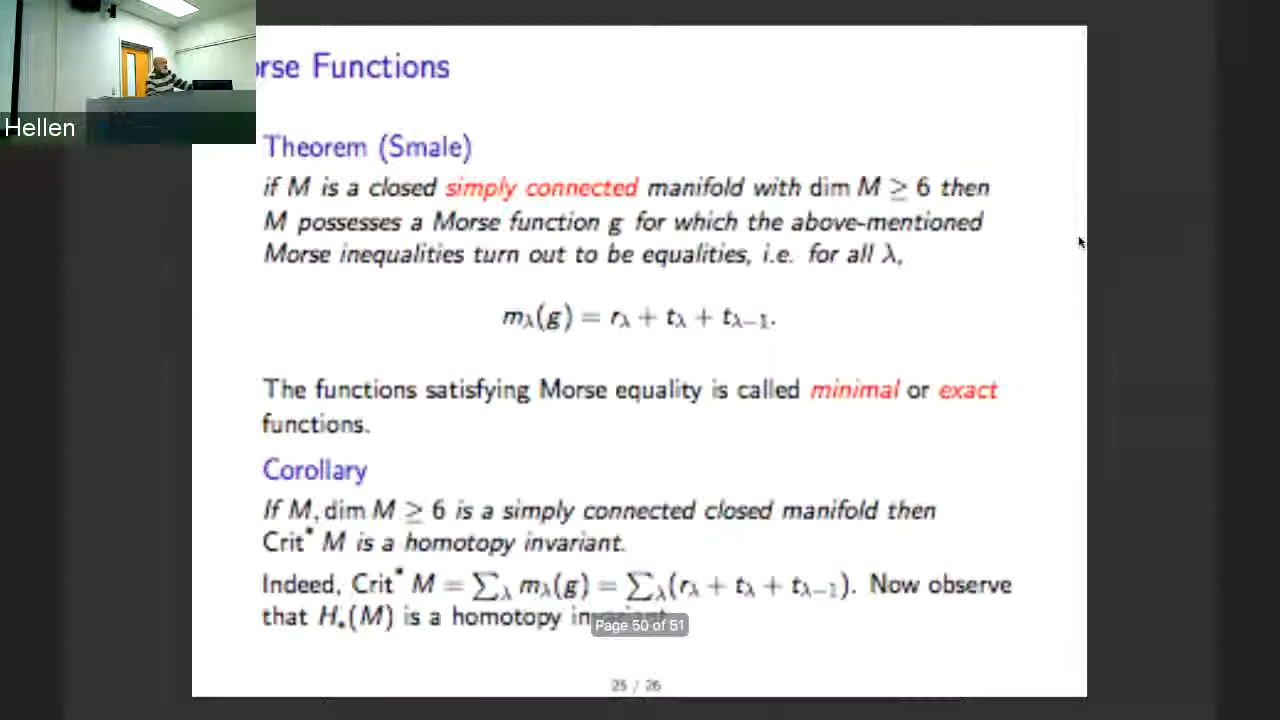 orse Functions
Hellen
Theorem (Smale)
if M is a closed simply connected manifold with dim M ≥ 6 then
M possesses a Morse function g for which the above-mentioned
Morse inequalities turn out to be equalities, i.e. for all λ,
m_λ(g) = r_λ + t_λ + t_{λ−1}.
The functions satisfying Morse equality is called minimal or exact
functions.
Corollary
If M, dim M ≥ 6 is a simply connected closed manifold then
Crit* M is a homotopy invariant.
Indeed, Crit* M = ∑_λ m_λ(g) = ∑_λ(r_λ + t_λ + t_{λ−1}). Now observe
that H_*(M) is a homotopy
Page 50 of 51
25 / 26